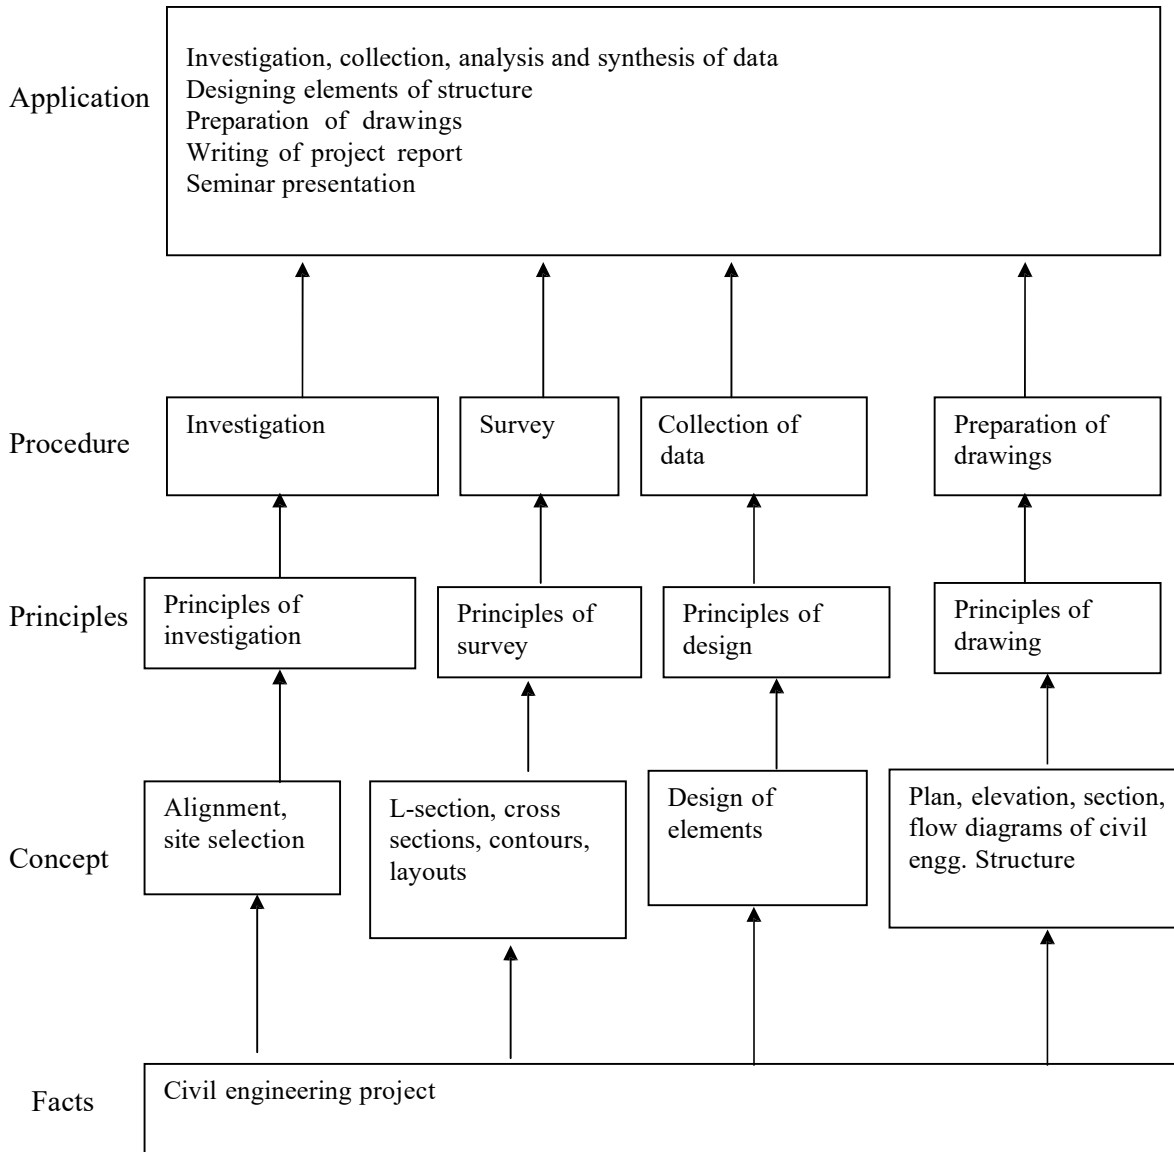 Application
Investigation, collection, analysis and synthesis of data
Designing elements of structure
Preparation of drawings
Writing of project report
Seminar presentation
Procedure
Investigation
Survey
Collection of
data
Preparation of
drawings
Principles
Principles of
investigation
Principles of
survey
Principles of
design
Principles of
drawing
Concept
Alignment,
site selection
L-section, cross
sections, contours,
layouts
Design of
elements
Plan, elevation, section,
flow diagrams of civil
engg. Structure
Facts
Civil engineering project